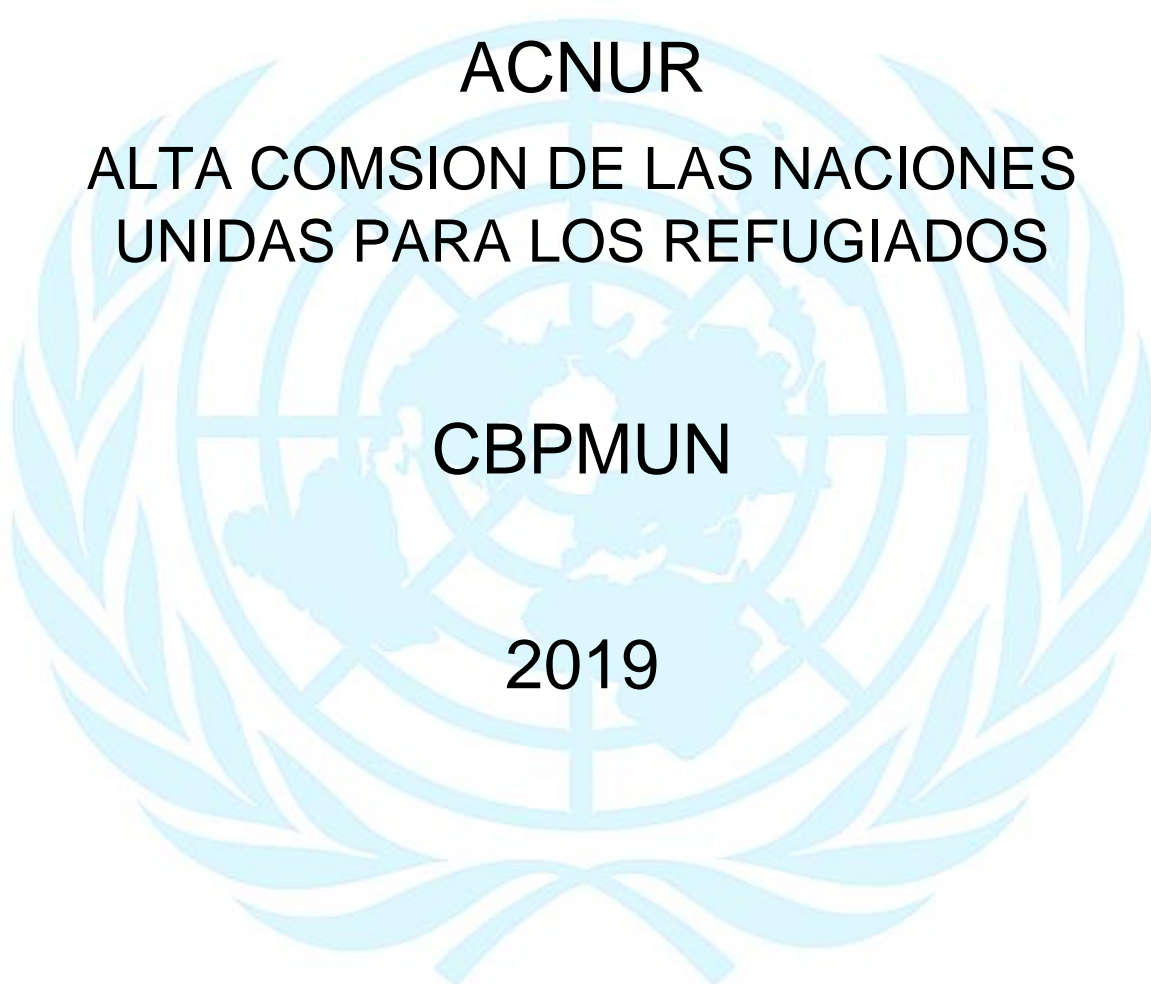 ACNUR
ALTA COMSION DE LAS NACIONES
UNIDAS PARA LOS REFUGIADOS
CBPMUN
2019